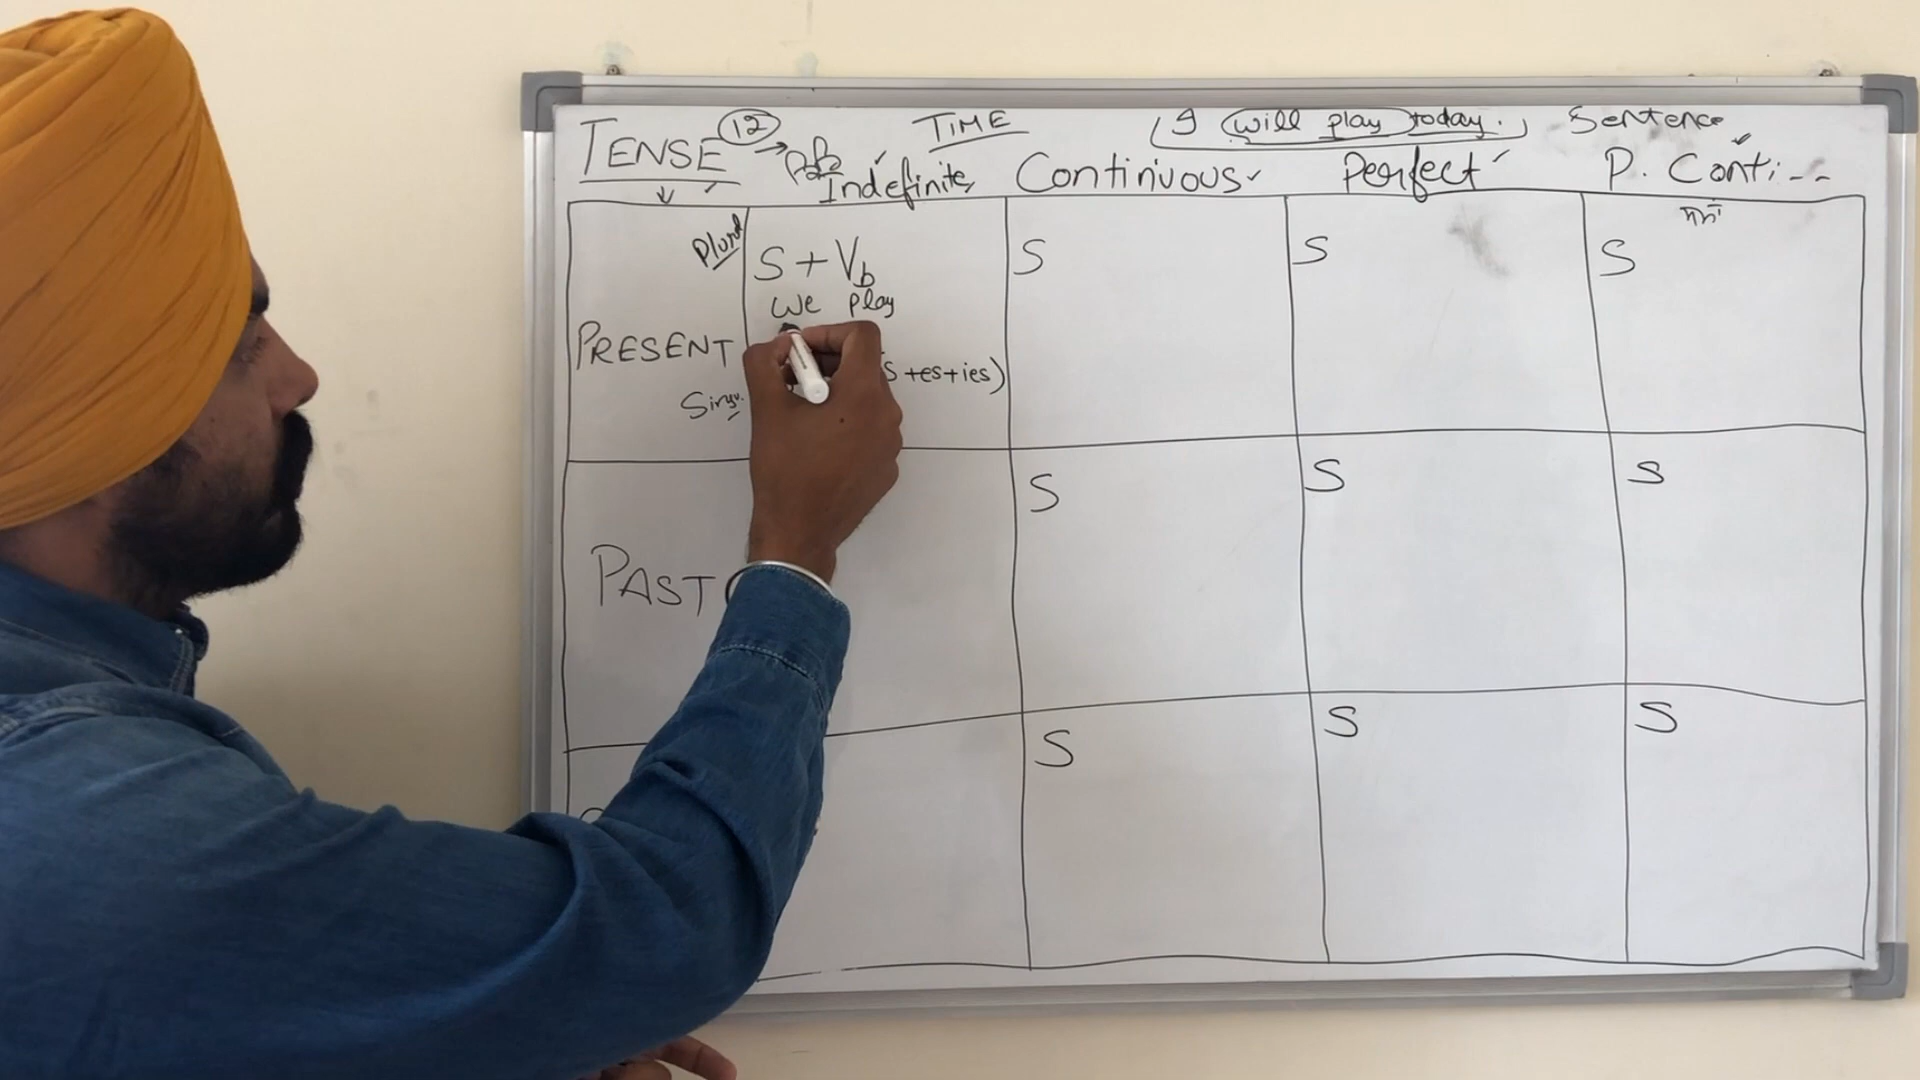 TENSE 12 TIME I will play today. Sentence
Indefinite, Continuous Perfect P. Conti--
Plural S + Vb S S S
We play
PRESENT s+es+ies)
Singu.
PAST S S S
S S S